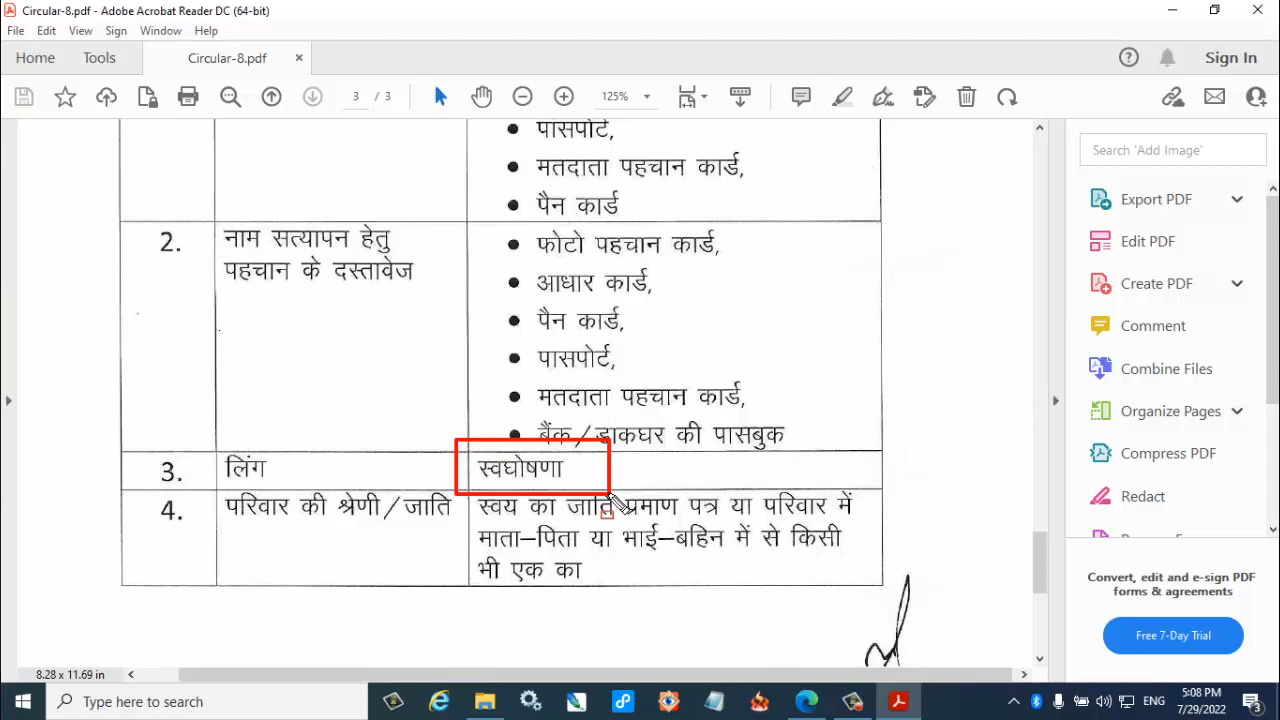 Circular-8.pdf - Adobe Acrobat Reader DC (64-bit)
File Edit View Sign Window Help
Home Tools Circular-8.pdf × Sign In
3 / 3 125%
पासपोर्ट,
मतदाता पहचान कार्ड,
पैन कार्ड
2. नाम सत्यापन हेतु
पहचान के दस्तावेज
फोटो पहचान कार्ड,
आधार कार्ड,
पैन कार्ड,
पासपोर्ट,
मतदाता पहचान कार्ड,
बैंक/डाकघर की पासबुक
3. लिंग स्वघोषणा
4. परिवार की श्रेणी/जाति स्वय का जाति प्रमाण पत्र या परिवार में
माता–पिता या भाई–बहिन में से किसी
भी एक का
8.28 x 11.69 in
Search 'Add Image'
Export PDF
Edit PDF
Create PDF
Comment
Combine Files
Organize Pages
Compress PDF
Redact
Convert, edit and e-sign PDF
forms & agreements
Free 7-Day Trial
Type here to search
ENG
5:08 PM
7/29/2022
3